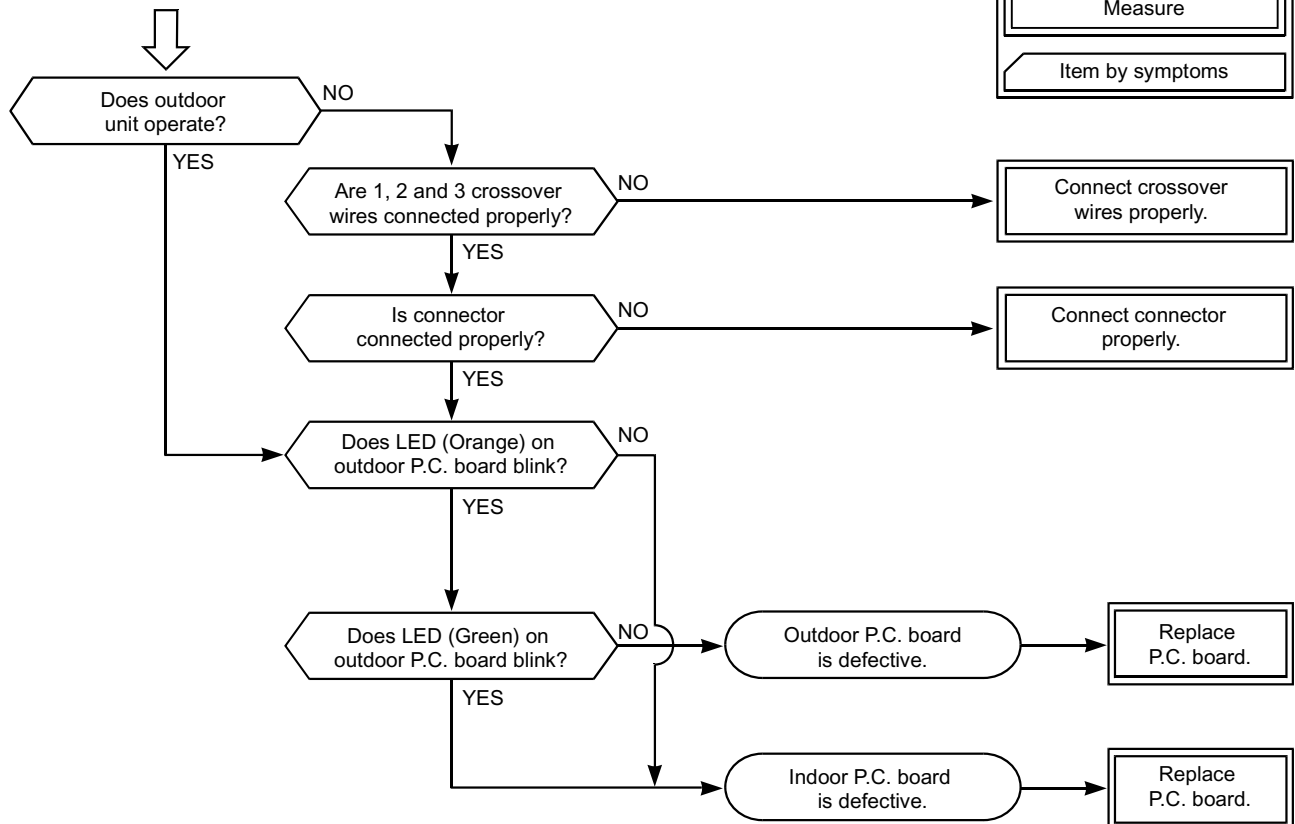 Measure
Item by symptoms
Does outdoor
unit operate?
NO
YES
Are 1, 2 and 3 crossover
wires connected properly?
NO
Connect crossover
wires properly.
YES
Is connector
connected properly?
NO
Connect connector
properly.
YES
Does LED (Orange) on
outdoor P.C. board blink?
NO
YES
Does LED (Green) on
outdoor P.C. board blink?
NO
Outdoor P.C. board
is defective.
Replace
P.C. board.
YES
Indoor P.C. board
is defective.
Replace
P.C. board.